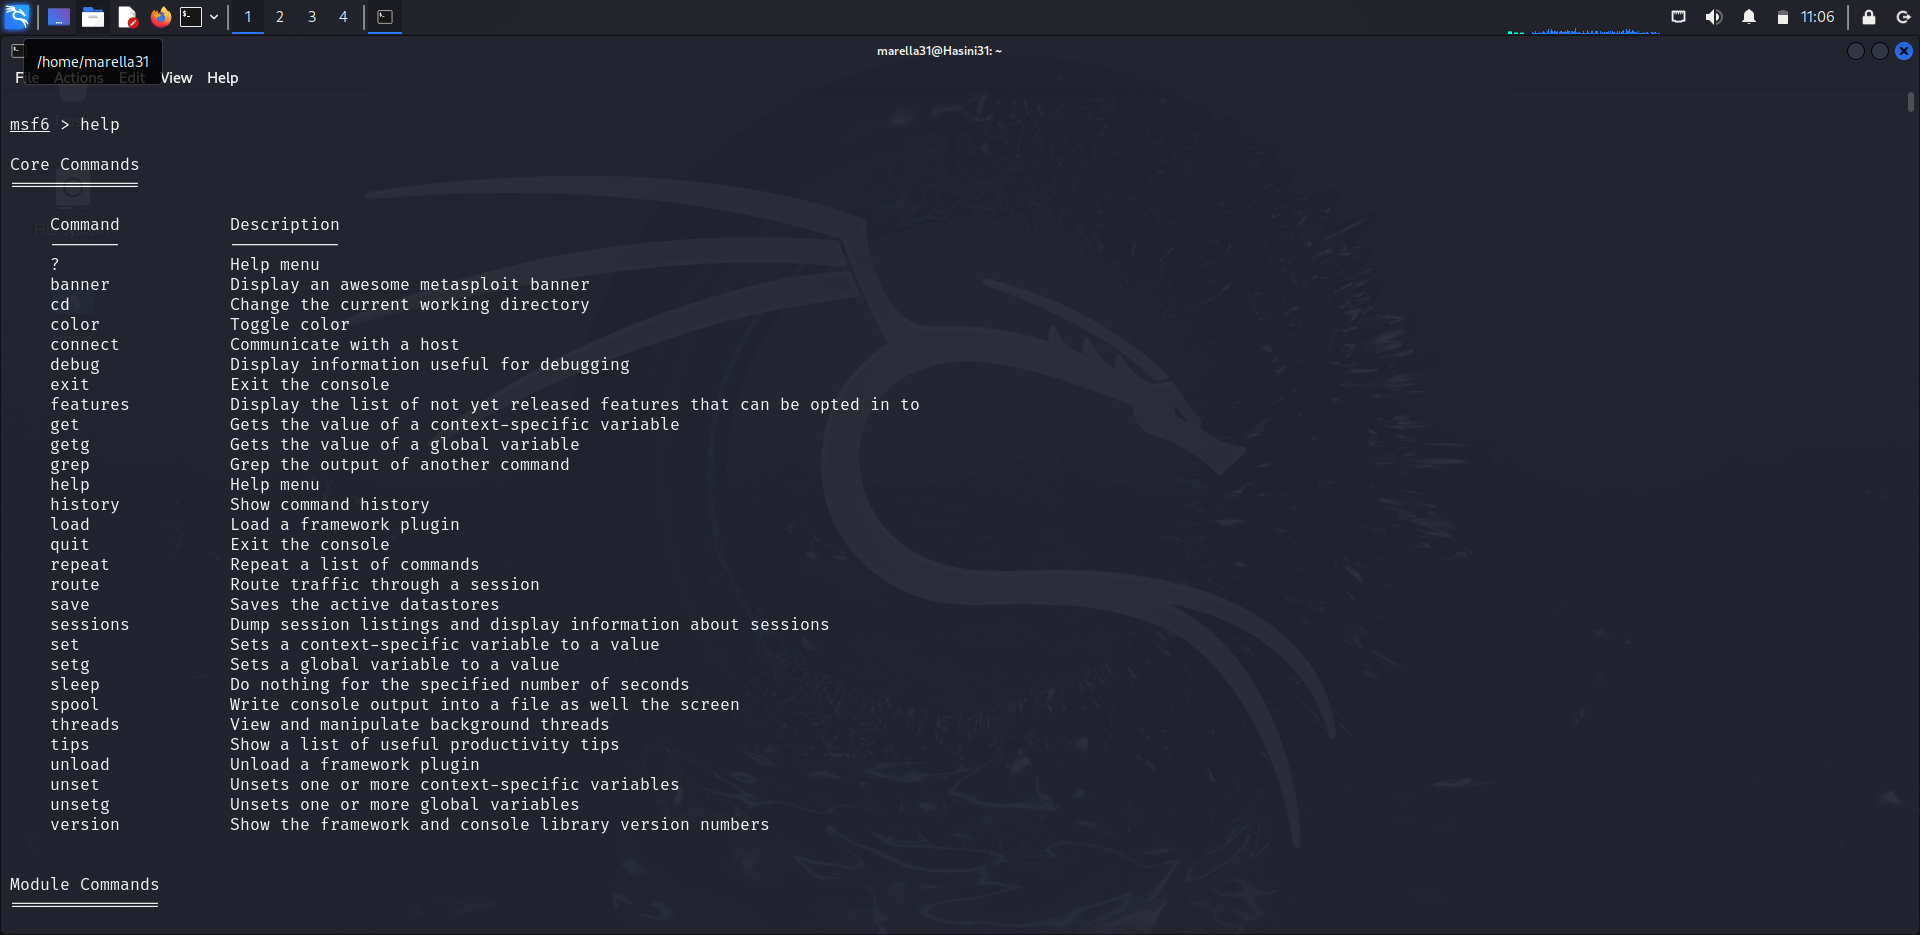 1 2 3 4 11:06
marella31@Hasini31: ~
/home/marella31
File Actions Edit View Help
msf6 > help
Core Commands
Command Description
? Help menu
banner Display an awesome metasploit banner
cd Change the current working directory
color Toggle color
connect Communicate with a host
debug Display information useful for debugging
exit Exit the console
features Display the list of not yet released features that can be opted in to
get Gets the value of a context-specific variable
getg Gets the value of a global variable
grep Grep the output of another command
help Help menu
history Show command history
load Load a framework plugin
quit Exit the console
repeat Repeat a list of commands
route Route traffic through a session
save Saves the active datastores
sessions Dump session listings and display information about sessions
set Sets a context-specific variable to a value
setg Sets a global variable to a value
sleep Do nothing for the specified number of seconds
spool Write console output into a file as well the screen
threads View and manipulate background threads
tips Show a list of useful productivity tips
unload Unload a framework plugin
unset Unsets one or more context-specific variables
unsetg Unsets one or more global variables
version Show the framework and console library version numbers
Module Commands